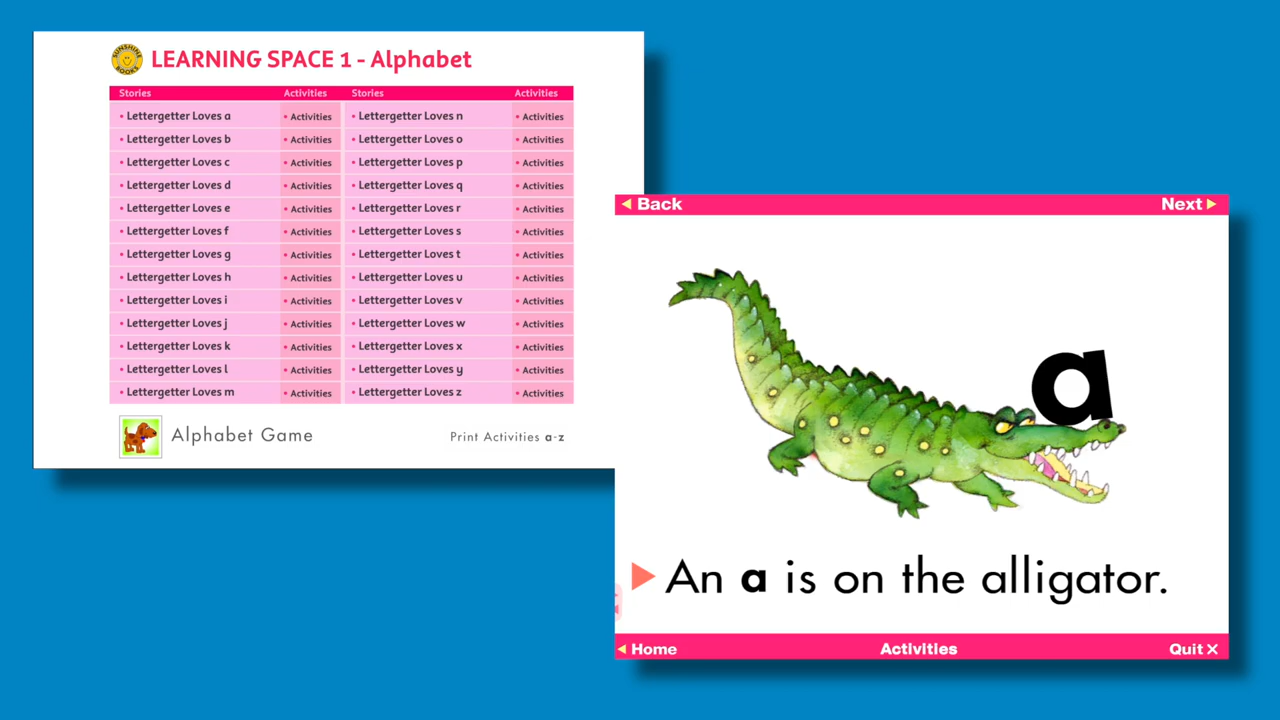 SUNSHINE BOOKS
LEARNING SPACE 1 - Alphabet
Stories Activities Stories Activities
• Lettergetter Loves a • Activities • Lettergetter Loves n • Activities
• Lettergetter Loves b • Activities • Lettergetter Loves o • Activities
• Lettergetter Loves c • Activities • Lettergetter Loves p • Activities
• Lettergetter Loves d • Activities • Lettergetter Loves q • Activities
• Lettergetter Loves e • Activities • Lettergetter Loves r • Activities
• Lettergetter Loves f • Activities • Lettergetter Loves s • Activities
• Lettergetter Loves g • Activities • Lettergetter Loves t • Activities
• Lettergetter Loves h • Activities • Lettergetter Loves u • Activities
• Lettergetter Loves i • Activities • Lettergetter Loves v • Activities
• Lettergetter Loves j • Activities • Lettergetter Loves w • Activities
• Lettergetter Loves k • Activities • Lettergetter Loves x • Activities
• Lettergetter Loves l • Activities • Lettergetter Loves y • Activities
• Lettergetter Loves m • Activities • Lettergetter Loves z • Activities
Alphabet Game Print Activities a-z
Back Next
a
An a is on the alligator.
Home Activities Quit X